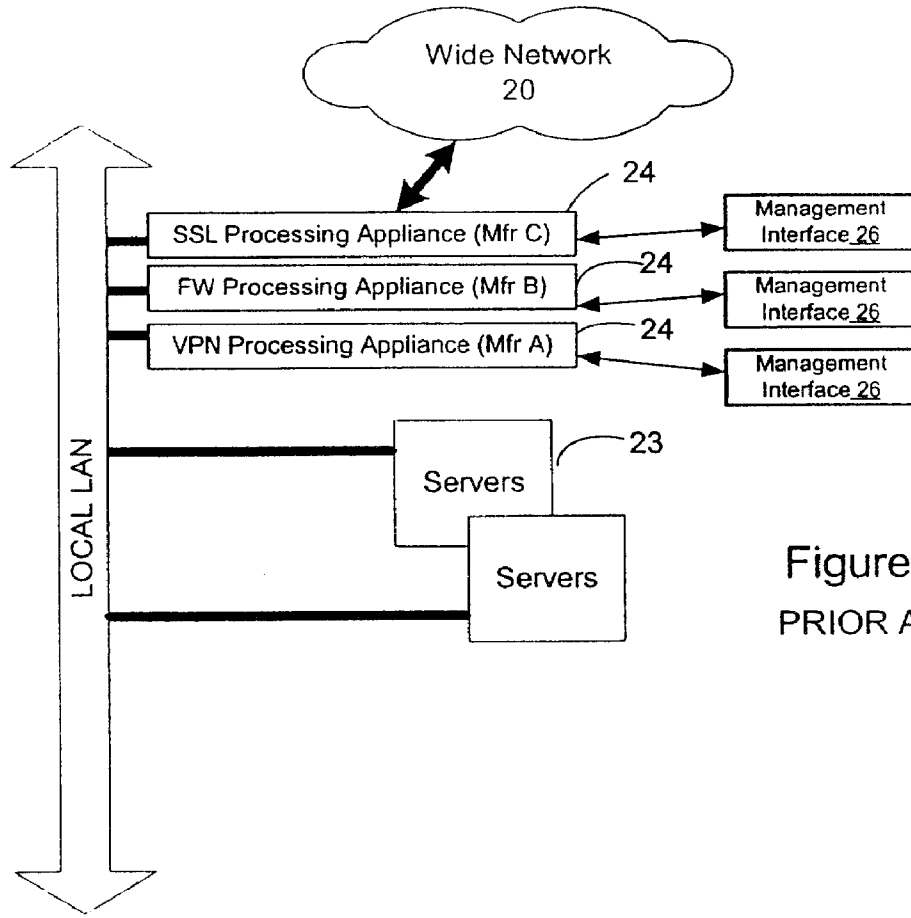 Wide Network
20
24
SSL Processing Appliance (Mfr C)
Management
Interface 26
24
FW Processing Appliance (Mfr B)
Management
Interface 26
24
VPN Processing Appliance (Mfr A)
Management
Interface 26
LOCAL LAN
23
Servers
Servers
Figure
PRIOR A